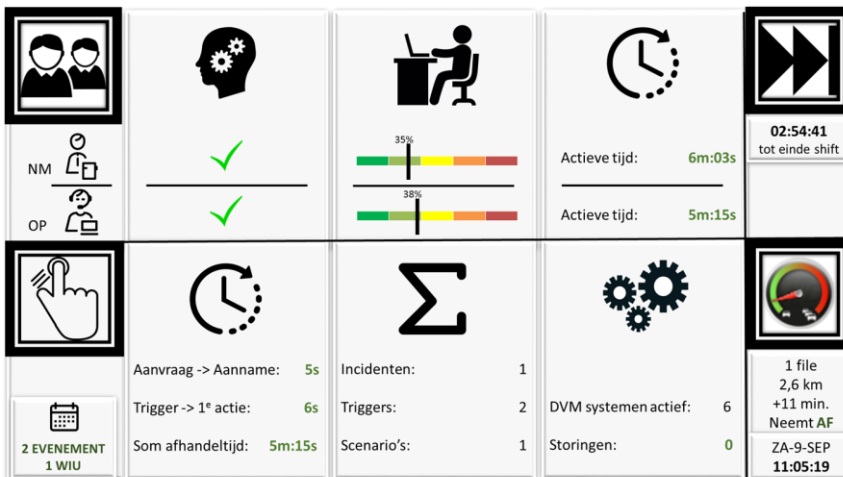 NM
OP
35%
38%
Actieve tijd: 6m:03s
Actieve tijd: 5m:15s
02:54:41
tot einde shift
2 EVENEMENT
1 WIU
Aanvraag -> Aanname: 5s
Trigger -> 1e actie: 6s
Som afhandeltijd: 5m:15s
Incidenten: 1
Triggers: 2
Scenario's: 1
DVM systemen actief: 6
Storingen: 0
1 file
2,6 km
+11 min.
Neemt AF
ZA-9-SEP
11:05:19